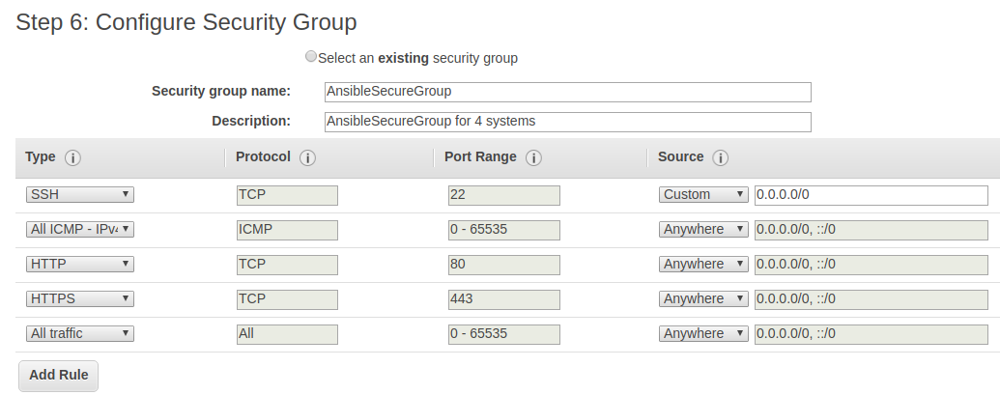 Step 6: Configure Security Group
Select an existing security group
Security group name: AnsibleSecureGroup
Description: AnsibleSecureGroup for 4 systems
Type i Protocol i Port Range i Source i
SSH TCP 22 Custom 0.0.0.0/0
All ICMP - IPv4 ICMP 0 - 65535 Anywhere 0.0.0.0/0, ::/0
HTTP TCP 80 Anywhere 0.0.0.0/0, ::/0
HTTPS TCP 443 Anywhere 0.0.0.0/0, ::/0
All traffic All 0 - 65535 Anywhere 0.0.0.0/0, ::/0
Add Rule